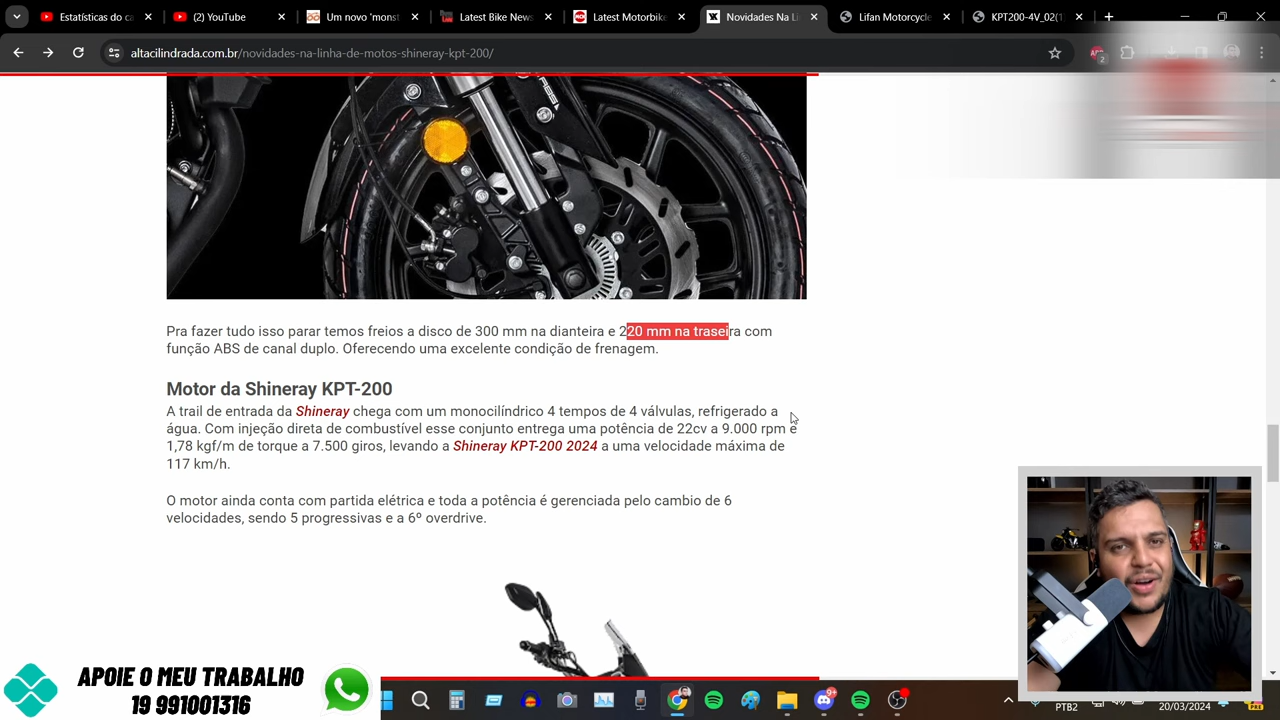 Estatísticas do ca
(2) YouTube
Um novo 'monst
Latest Bike News
Latest Motorbike
Novidades Na Li
Lifan Motorcycle
KPT200-4V_02(1
altacilindrada.com.br/novidades-na-linha-de-motos-shineray-kpt-200/
2
Pra fazer tudo isso parar temos freios a disco de 300 mm na dianteira e 220 mm na traseira com
função ABS de canal duplo. Oferecendo uma excelente condição de frenagem.
Motor da Shineray KPT-200
A trail de entrada da Shineray chega com um monocilíndrico 4 tempos de 4 válvulas, refrigerado a
água. Com injeção direta de combustível esse conjunto entrega uma potência de 22cv a 9.000 rpm e
1,78 kgf/m de torque a 7.500 giros, levando a Shineray KPT-200 2024 a uma velocidade máxima de
117 km/h.
O motor ainda conta com partida elétrica e toda a potência é gerenciada pelo cambio de 6
velocidades, sendo 5 progressivas e a 6º overdrive.
APOIE O MEU TRABALHO
19 991001316
PTB2
20/03/2024